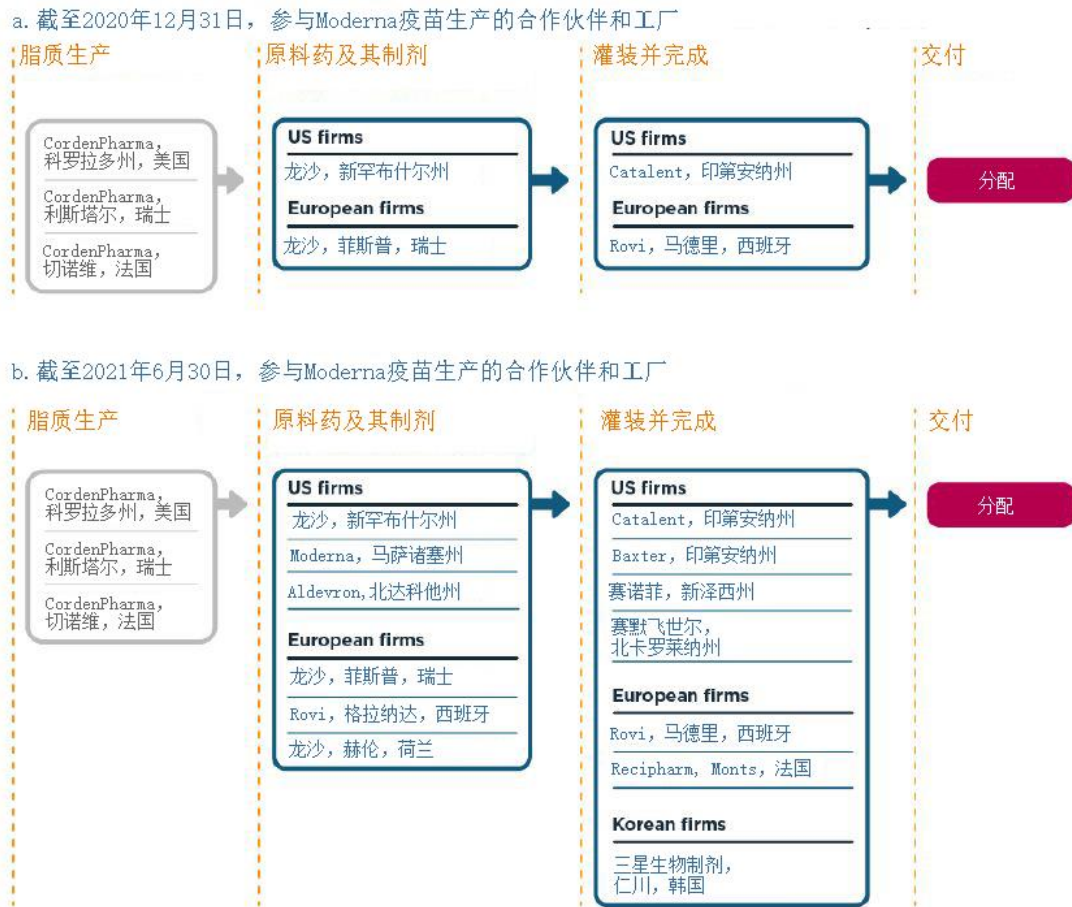 a. 截至2020年12月31日，参与Moderna疫苗生产的合作伙伴和工厂
脂质生产
原料药及其制剂
灌装并完成
交付
CordenPharma，
科罗拉多州，美国
CordenPharma，
利斯塔尔，瑞士
CordenPharma，
切诺维，法国
US firms
龙沙，新罕布什尔州
European firms
龙沙，菲斯普，瑞士
US firms
Catalent，印第安纳州
European firms
Rovi，马德里，西班牙
分配
b. 截至2021年6月30日，参与Moderna疫苗生产的合作伙伴和工厂
脂质生产
原料药及其制剂
灌装并完成
交付
CordenPharma，
科罗拉多州，美国
CordenPharma，
利斯塔尔，瑞士
CordenPharma，
切诺维，法国
US firms
龙沙，新罕布什尔州
Moderna，马萨诸塞州
Aldevron,北达科他州
European firms
龙沙，菲斯普，瑞士
Rovi，格拉纳达，西班牙
龙沙，赫伦，荷兰
US firms
Catalent，印第安纳州
Baxter，印第安纳州
赛诺菲，新泽西州
赛默飞世尔，
北卡罗莱纳州
European firms
Rovi，马德里，西班牙
Recipharm, Monts，法国
Korean firms
三星生物制剂，
仁川，韩国
分配